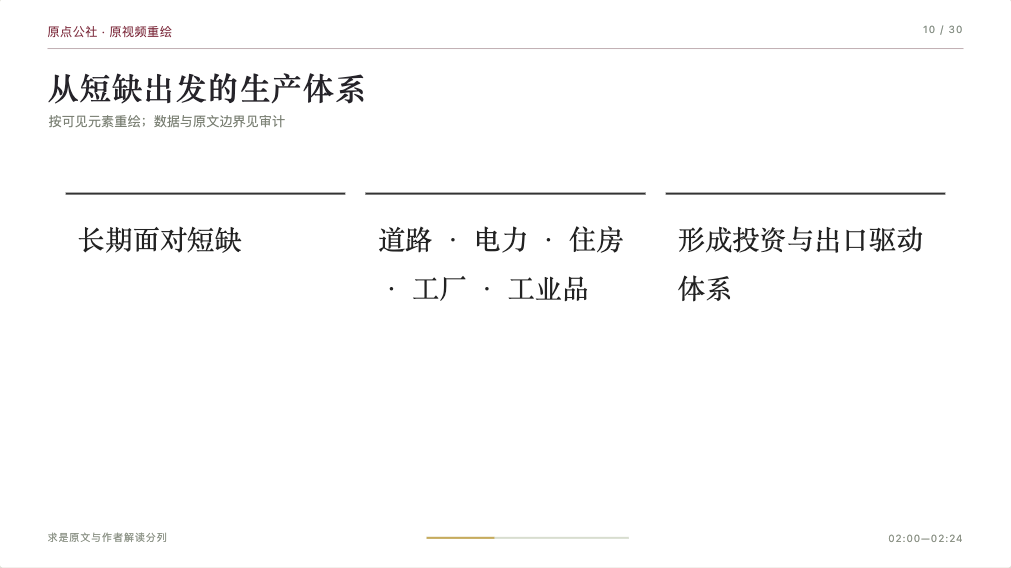 原点公社 · 原视频重绘
10 / 30
从短缺出发的生产体系
按可见元素重绘；数据与原文边界见审计
长期面对短缺
道路 · 电力 · 住房
· 工厂 · 工业品
形成投资与出口驱动
体系
求是原文与作者解读分列
02:00—02:24